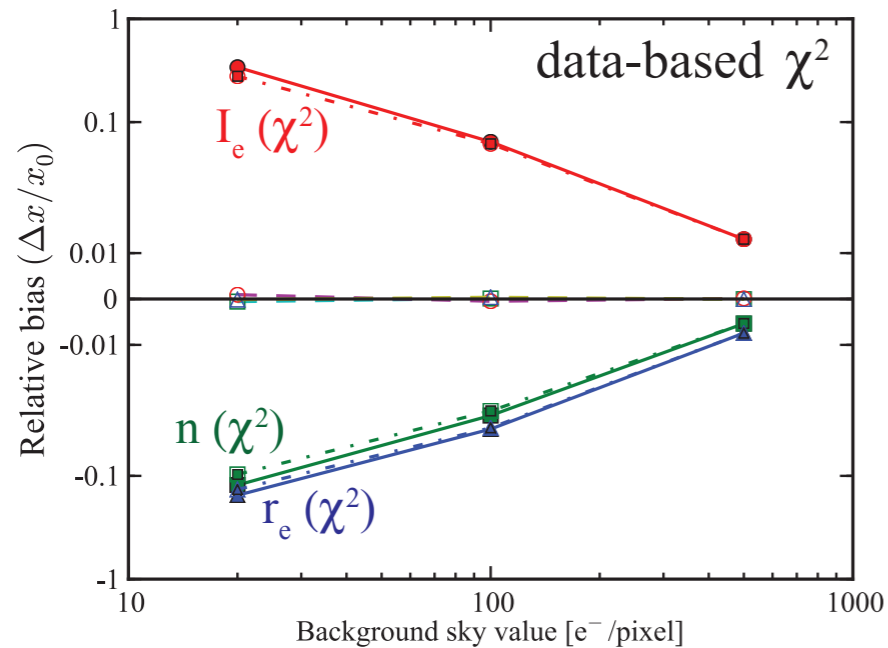 data-based χ²
I_e (χ²)
n (χ²)
r_e (χ²)
1
0.1
0.01
0
-0.01
-0.1
-1
Relative bias (Δx/x₀)
10
100
1000
Background sky value [e⁻/pixel]